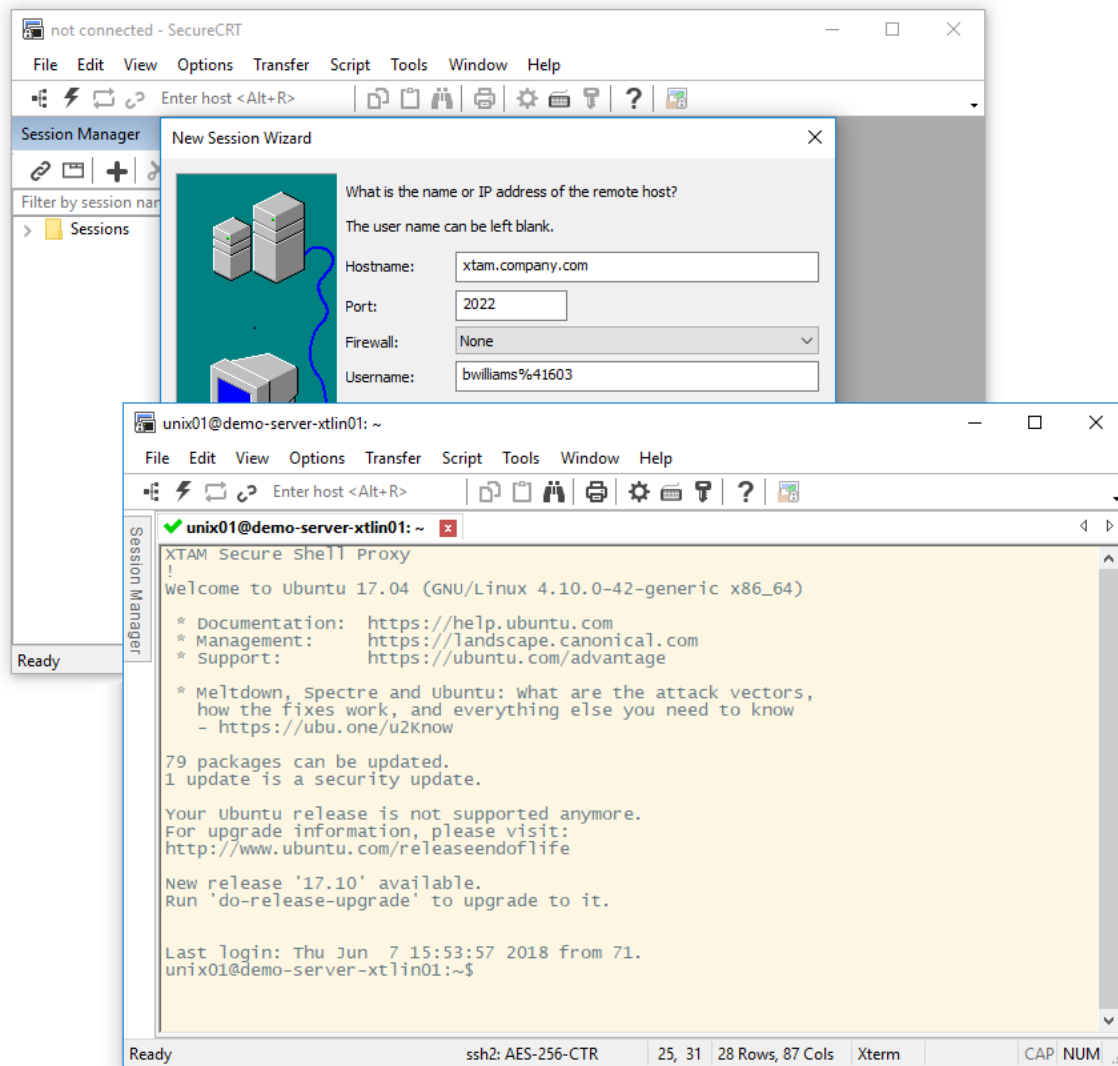 not connected - SecureCRT
File Edit View Options Transfer Script Tools Window Help
Enter host <Alt+R>
Session Manager
Filter by session nar
Sessions
Ready
New Session Wizard
What is the name or IP address of the remote host?
The user name can be left blank.
Hostname: xtam.company.com
Port: 2022
Firewall: None
Username: bwilliams%41603
unix01@demo-server-xtlin01: ~
File Edit View Options Transfer Script Tools Window Help
Enter host <Alt+R>
Session Manager
unix01@demo-server-xtlin01: ~
XTAM Secure Shell Proxy
!
Welcome to Ubuntu 17.04 (GNU/Linux 4.10.0-42-generic x86_64)
* Documentation: https://help.ubuntu.com
* Management: https://landscape.canonical.com
* Support: https://ubuntu.com/advantage
* Meltdown, Spectre and Ubuntu: What are the attack vectors,
how the fixes work, and everything else you need to know
- https://ubu.one/u2Know
79 packages can be updated.
1 update is a security update.
Your Ubuntu release is not supported anymore.
For upgrade information, please visit:
http://www.ubuntu.com/releaseendoflife
New release '17.10' available.
Run 'do-release-upgrade' to upgrade to it.
Last login: Thu Jun 7 15:53:57 2018 from 71.
unix01@demo-server-xtlin01:~$
Ready ssh2: AES-256-CTR 25, 31 28 Rows, 87 Cols Xterm CAP NUM